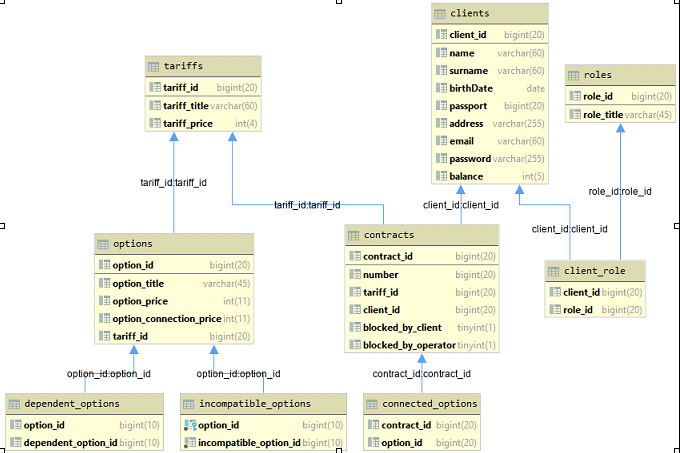 clients
client_id bigint(20)
name varchar(60)
surname varchar(60)
birthDate date
passport bigint(20)
address varchar(255)
email varchar(60)
password varchar(255)
balance int(5)
tariffs
tariff_id bigint(20)
tariff_title varchar(60)
tariff_price int(4)
roles
role_id bigint(20)
role_title varchar(45)
tariff_id:tariff_id
tariff_id:tariff_id
client_id:client_id
role_id:role_id
client_id:client_id
options
option_id bigint(20)
option_title varchar(45)
option_price int(11)
option_connection_price int(11)
tariff_id bigint(20)
contracts
contract_id bigint(20)
number bigint(20)
tariff_id bigint(20)
client_id bigint(20)
blocked_by_client tinyint(1)
blocked_by_operator tinyint(1)
client_role
client_id bigint(20)
role_id bigint(20)
option_id:option_id
option_id:option_id
contract_id:contract_id
dependent_options
option_id bigint(10)
dependent_option_id bigint(10)
incompatible_options
option_id bigint(10)
incompatible_option_id bigint(10)
connected_options
contract_id bigint(20)
option_id bigint(20)